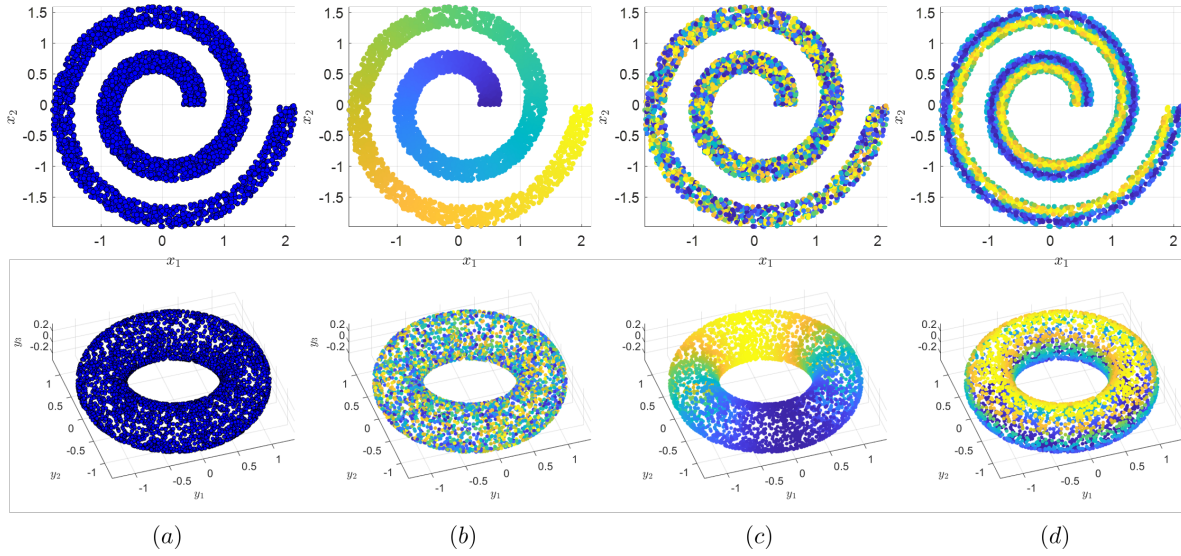 1.5 1.5 1.5 1.5
1 1 1 1
0.5 0.5 0.5 0.5
x2 0 x2 0 x2 0 x2 0
-0.5 -0.5 -0.5 -0.5
-1 -1 -1 -1
-1.5 -1.5 -1.5 -1.5
-1 0 1 2 -1 0 1 2 -1 0 1 2 -1 0 1 2
x1 x1 x1 x1
0.2 0.2 0.2 0.2
y3 0 y3 0 y3 0 y3 0
-0.2 -0.2 -0.2 -0.2
1 1 1 1
0.5 0.5 0.5 0.5
0 0 0 0
-0.5 -0.5 -0.5 -0.5
y2 -1 y2 -1 y2 -1 y2 -1
-1 -0.5 0 0.5 1 -1 -0.5 0 0.5 1 -1 -0.5 0 0.5 1 -1 -0.5 0 0.5 1
y1 y1 y1 y1
(a) (b) (c) (d)